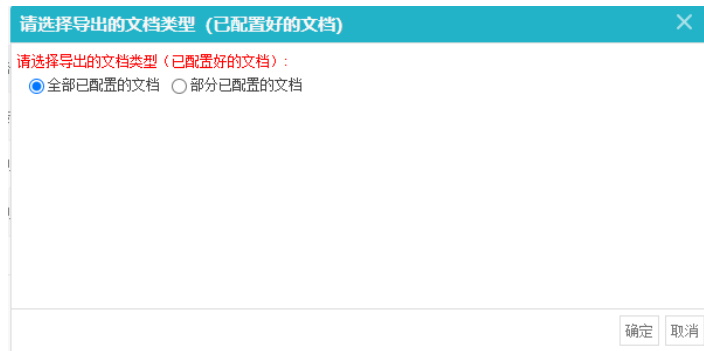 请选择导出的文档类型（已配置好的文档)
请选择导出的文档类型（已配置好的文档）:
全部已配置的文档 部分已配置的文档
确定 取消